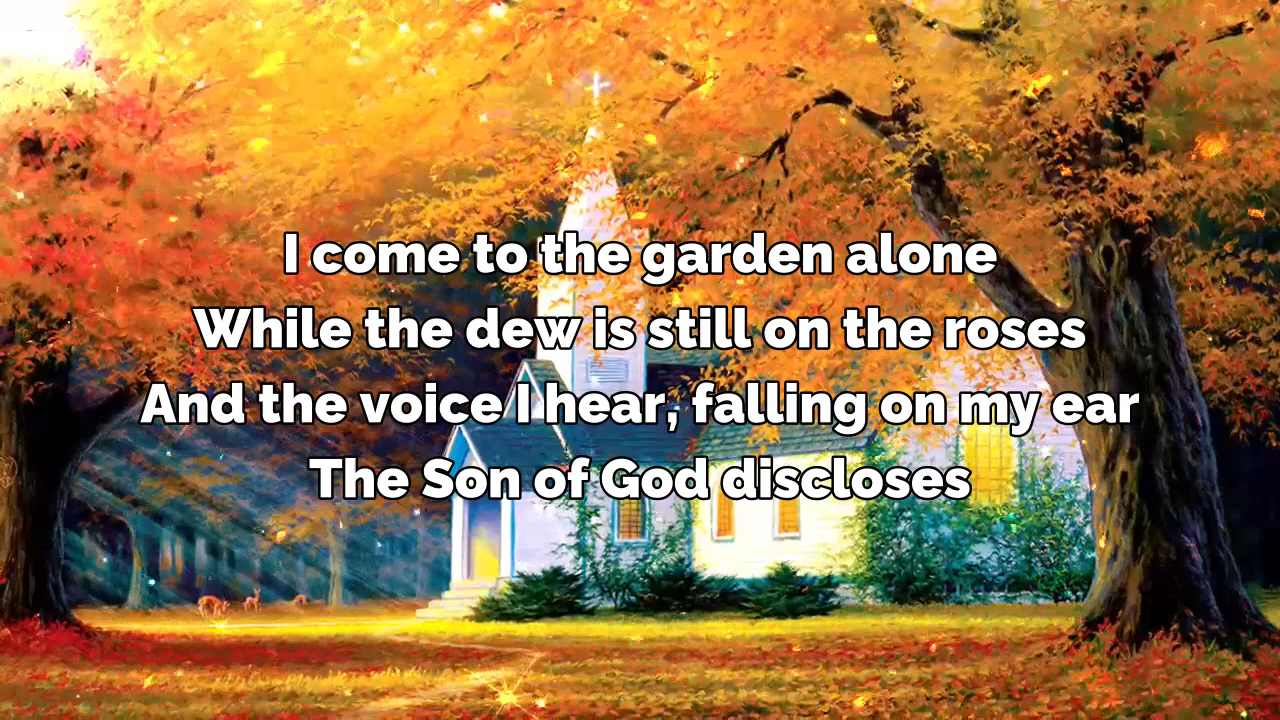 I come to the garden alone
While the dew is still on the roses
And the voice I hear, falling on my ear
The Son of God discloses